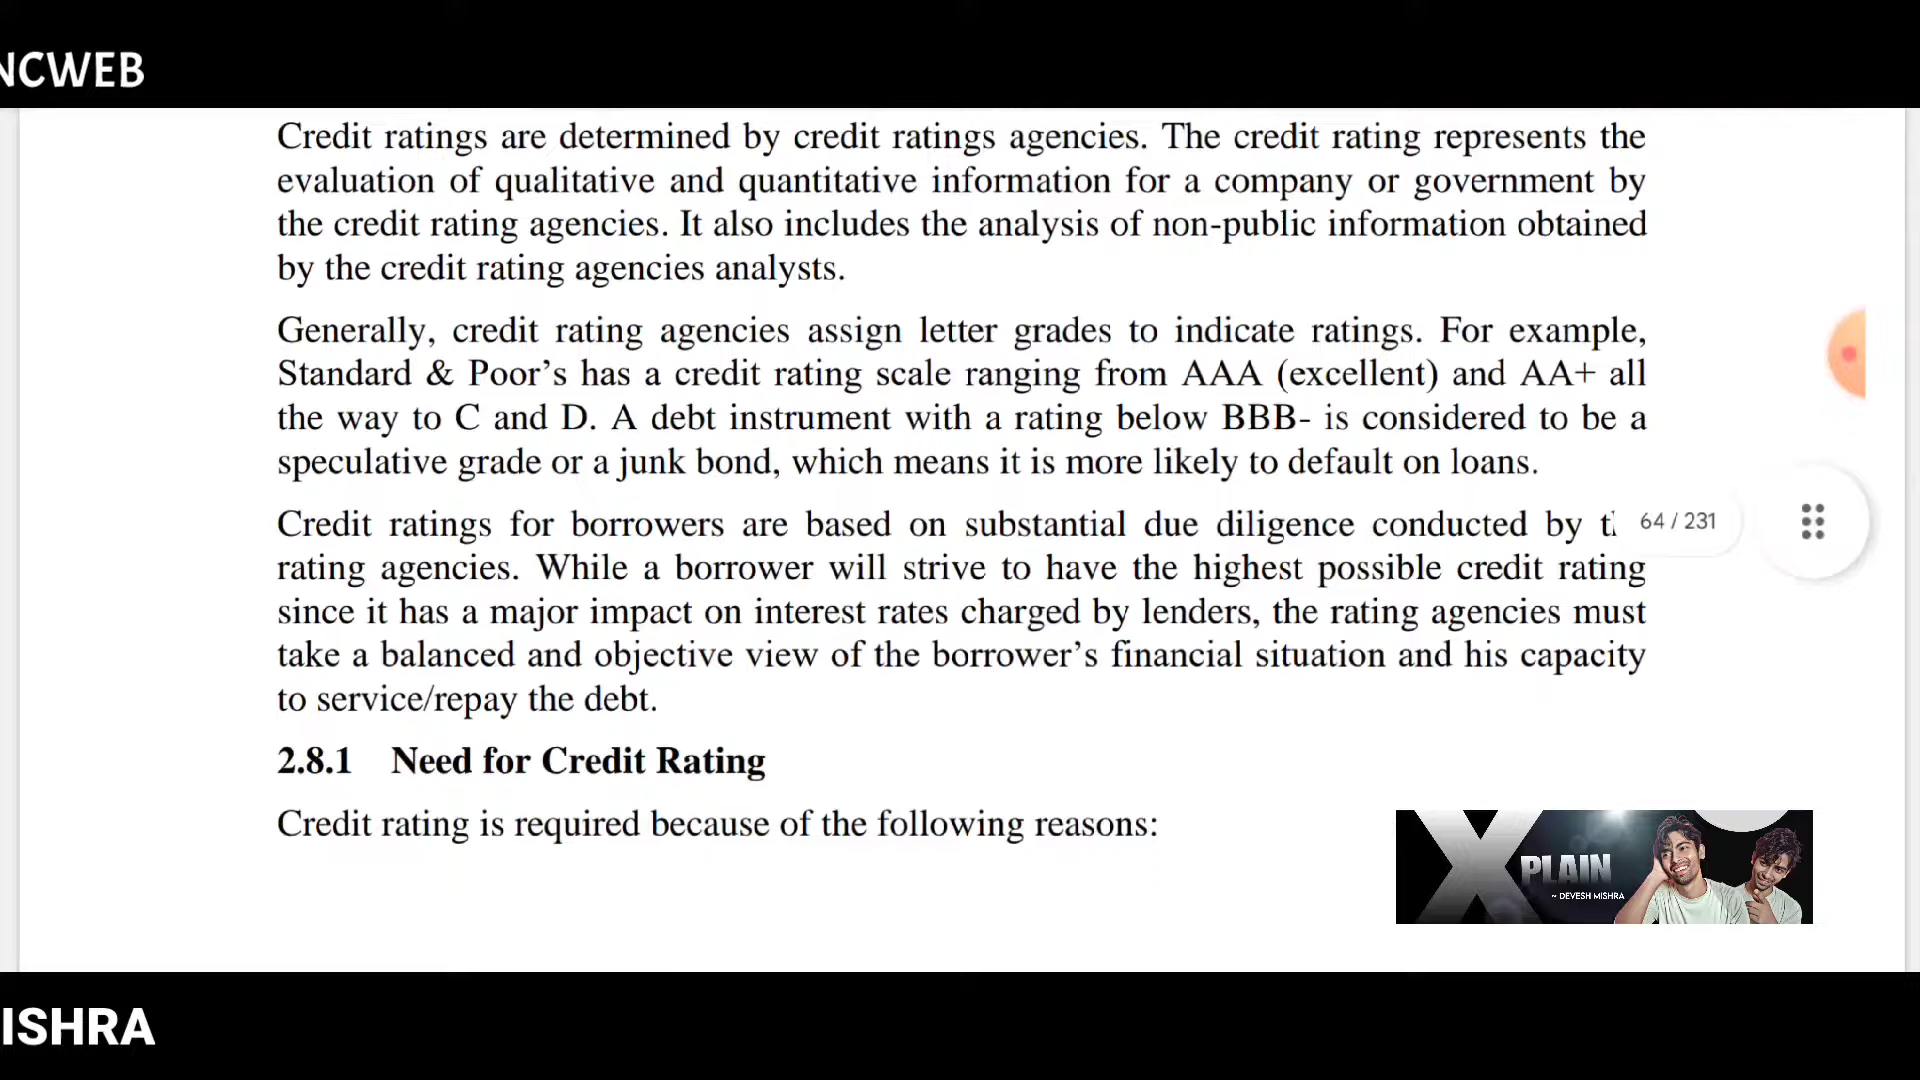 NCWEB
Credit ratings are determined by credit ratings agencies. The credit rating represents the
evaluation of qualitative and quantitative information for a company or government by
the credit rating agencies. It also includes the analysis of non-public information obtained
by the credit rating agencies analysts.
Generally, credit rating agencies assign letter grades to indicate ratings. For example,
Standard & Poor’s has a credit rating scale ranging from AAA (excellent) and AA+ all
the way to C and D. A debt instrument with a rating below BBB- is considered to be a
speculative grade or a junk bond, which means it is more likely to default on loans.
Credit ratings for borrowers are based on substantial due diligence conducted by
64 / 231
rating agencies. While a borrower will strive to have the highest possible credit rating
since it has a major impact on interest rates charged by lenders, the rating agencies must
take a balanced and objective view of the borrower’s financial situation and his capacity
to service/repay the debt.
2.8.1 Need for Credit Rating
Credit rating is required because of the following reasons:
XPLAIN
~ DEVESH MISHRA
ISHRA